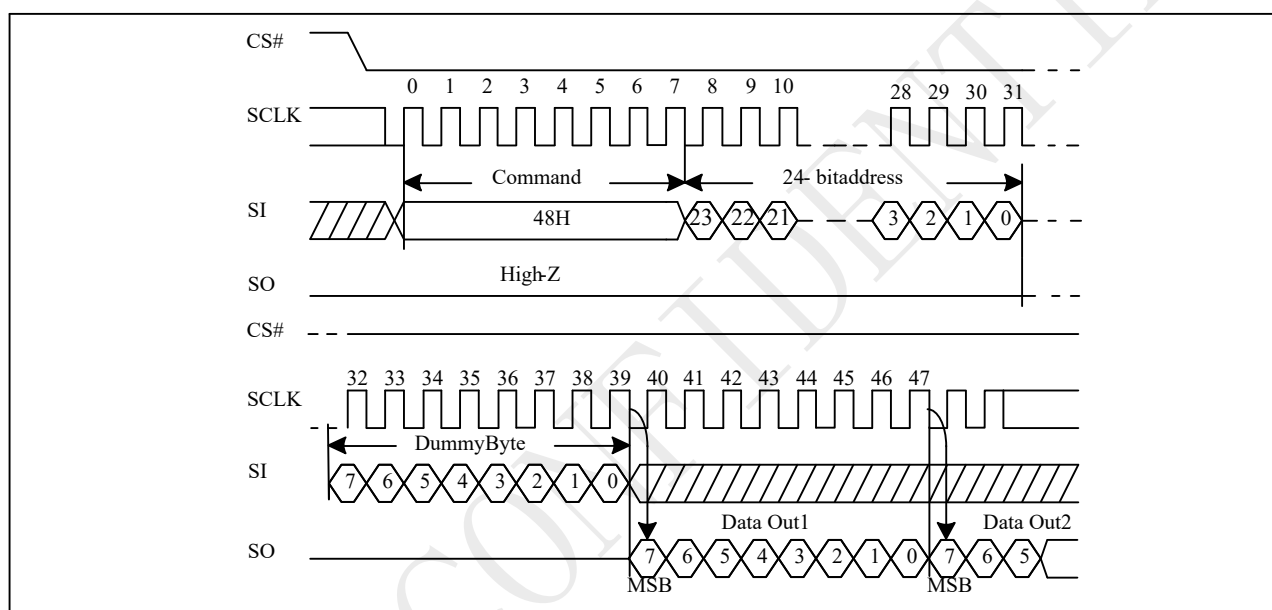 CS#
0 1 2 3 4 5 6 7 8 9 10 28 29 30 31
SCLK
Command 24- bitaddress
SI 48H 23 22 21 3 2 1 0
High-Z
SO
CS#
32 33 34 35 36 37 38 39 40 41 42 43 44 45 46 47
SCLK
DummyByte
SI 7 6 5 4 3 2 1 0
Data Out1 Data Out2
SO 7 6 5 4 3 2 1 0 7 6 5
MSB MSB
CONFIDENTI